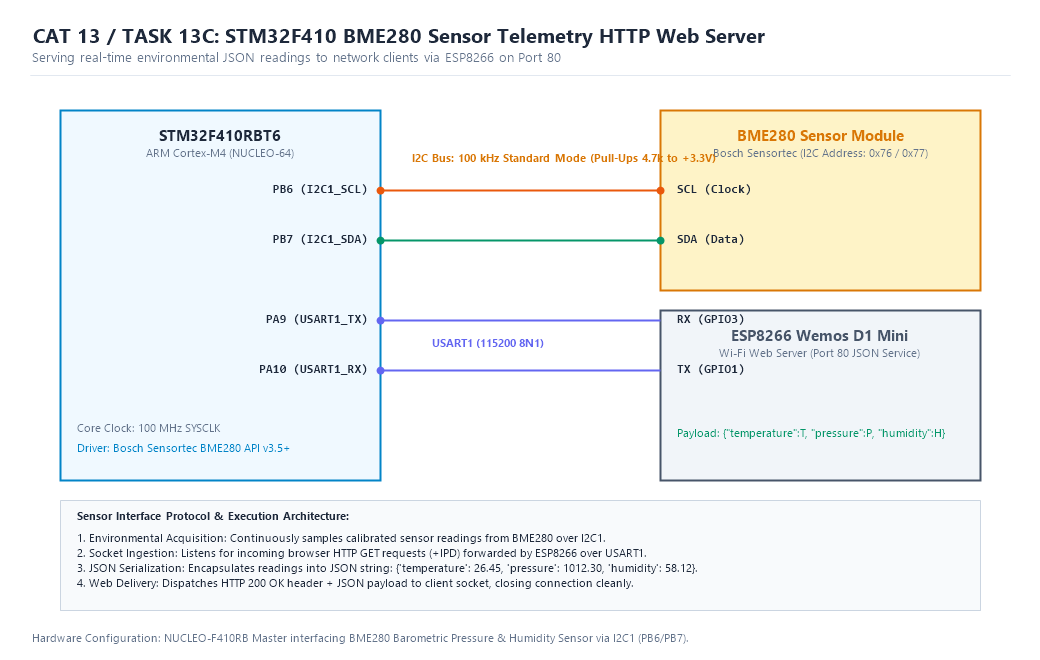 CAT 13 / TASK 13C: STM32F410 BME280 Sensor Telemetry HTTP Web Server
Serving real-time environmental JSON readings to network clients via ESP8266 on Port 80
STM32F410RBT6
ARM Cortex-M4 (NUCLEO-64)
PB6 (I2C1_SCL)
PB7 (I2C1_SDA)
PA9 (USART1_TX)
PA10 (USART1_RX)
Core Clock: 100 MHz SYSCLK
Driver: Bosch Sensortec BME280 API v3.5+
I2C Bus: 100 kHz Standard Mode (Pull-Ups 4.7k to +3.3V)
USART1 (115200 8N1)
BME280 Sensor Module
Bosch Sensortec (I2C Address: 0x76 / 0x77)
SCL (Clock)
SDA (Data)
RX (GPIO3)
ESP8266 Wemos D1 Mini
Wi-Fi Web Server (Port 80 JSON Service)
TX (GPIO1)
Payload: {"temperature":T, "pressure":P, "humidity":H}
Sensor Interface Protocol & Execution Architecture:
1. Environmental Acquisition: Continuously samples calibrated sensor readings from BME280 over I2C1.
2. Socket Ingestion: Listens for incoming browser HTTP GET requests (+IPD) forwarded by ESP8266 over USART1.
3. JSON Serialization: Encapsulates readings into JSON string: {'temperature': 26.45, 'pressure': 1012.30, 'humidity': 58.12}.
4. Web Delivery: Dispatches HTTP 200 OK header + JSON payload to client socket, closing connection cleanly.
Hardware Configuration: NUCLEO-F410RB Master interfacing BME280 Barometric Pressure & Humidity Sensor via I2C1 (PB6/PB7).